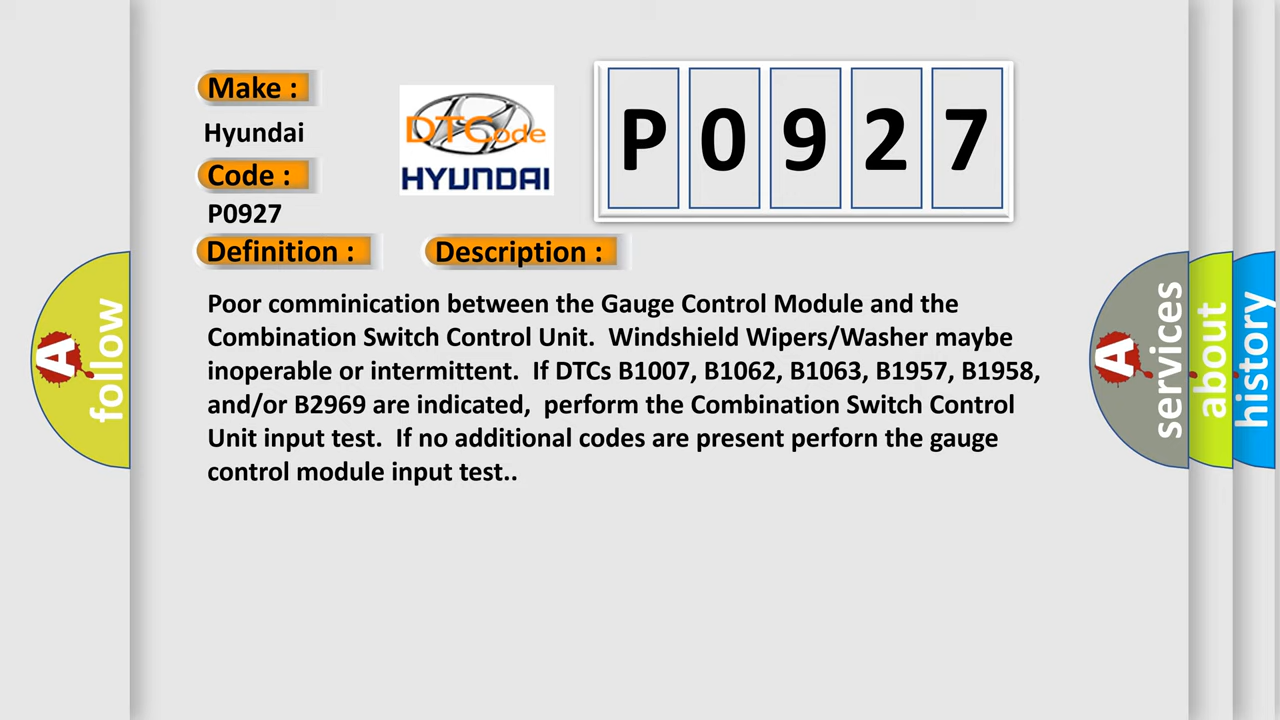 Make :
Hyundai
Code :
P0927
Definition :
Description :
DTCode
HYUNDAI
P0927
Poor comminication between the Gauge Control Module and the
Combination Switch Control Unit.  Windshield Wipers/Washer maybe
inoperable or intermittent.  If DTCs B1007, B1062, B1063, B1957, B1958,
and/or B2969 are indicated,  perform the Combination Switch Control
Unit input test.  If no additional codes are present perforn the gauge
control module input test..
A follow
A services
about
history